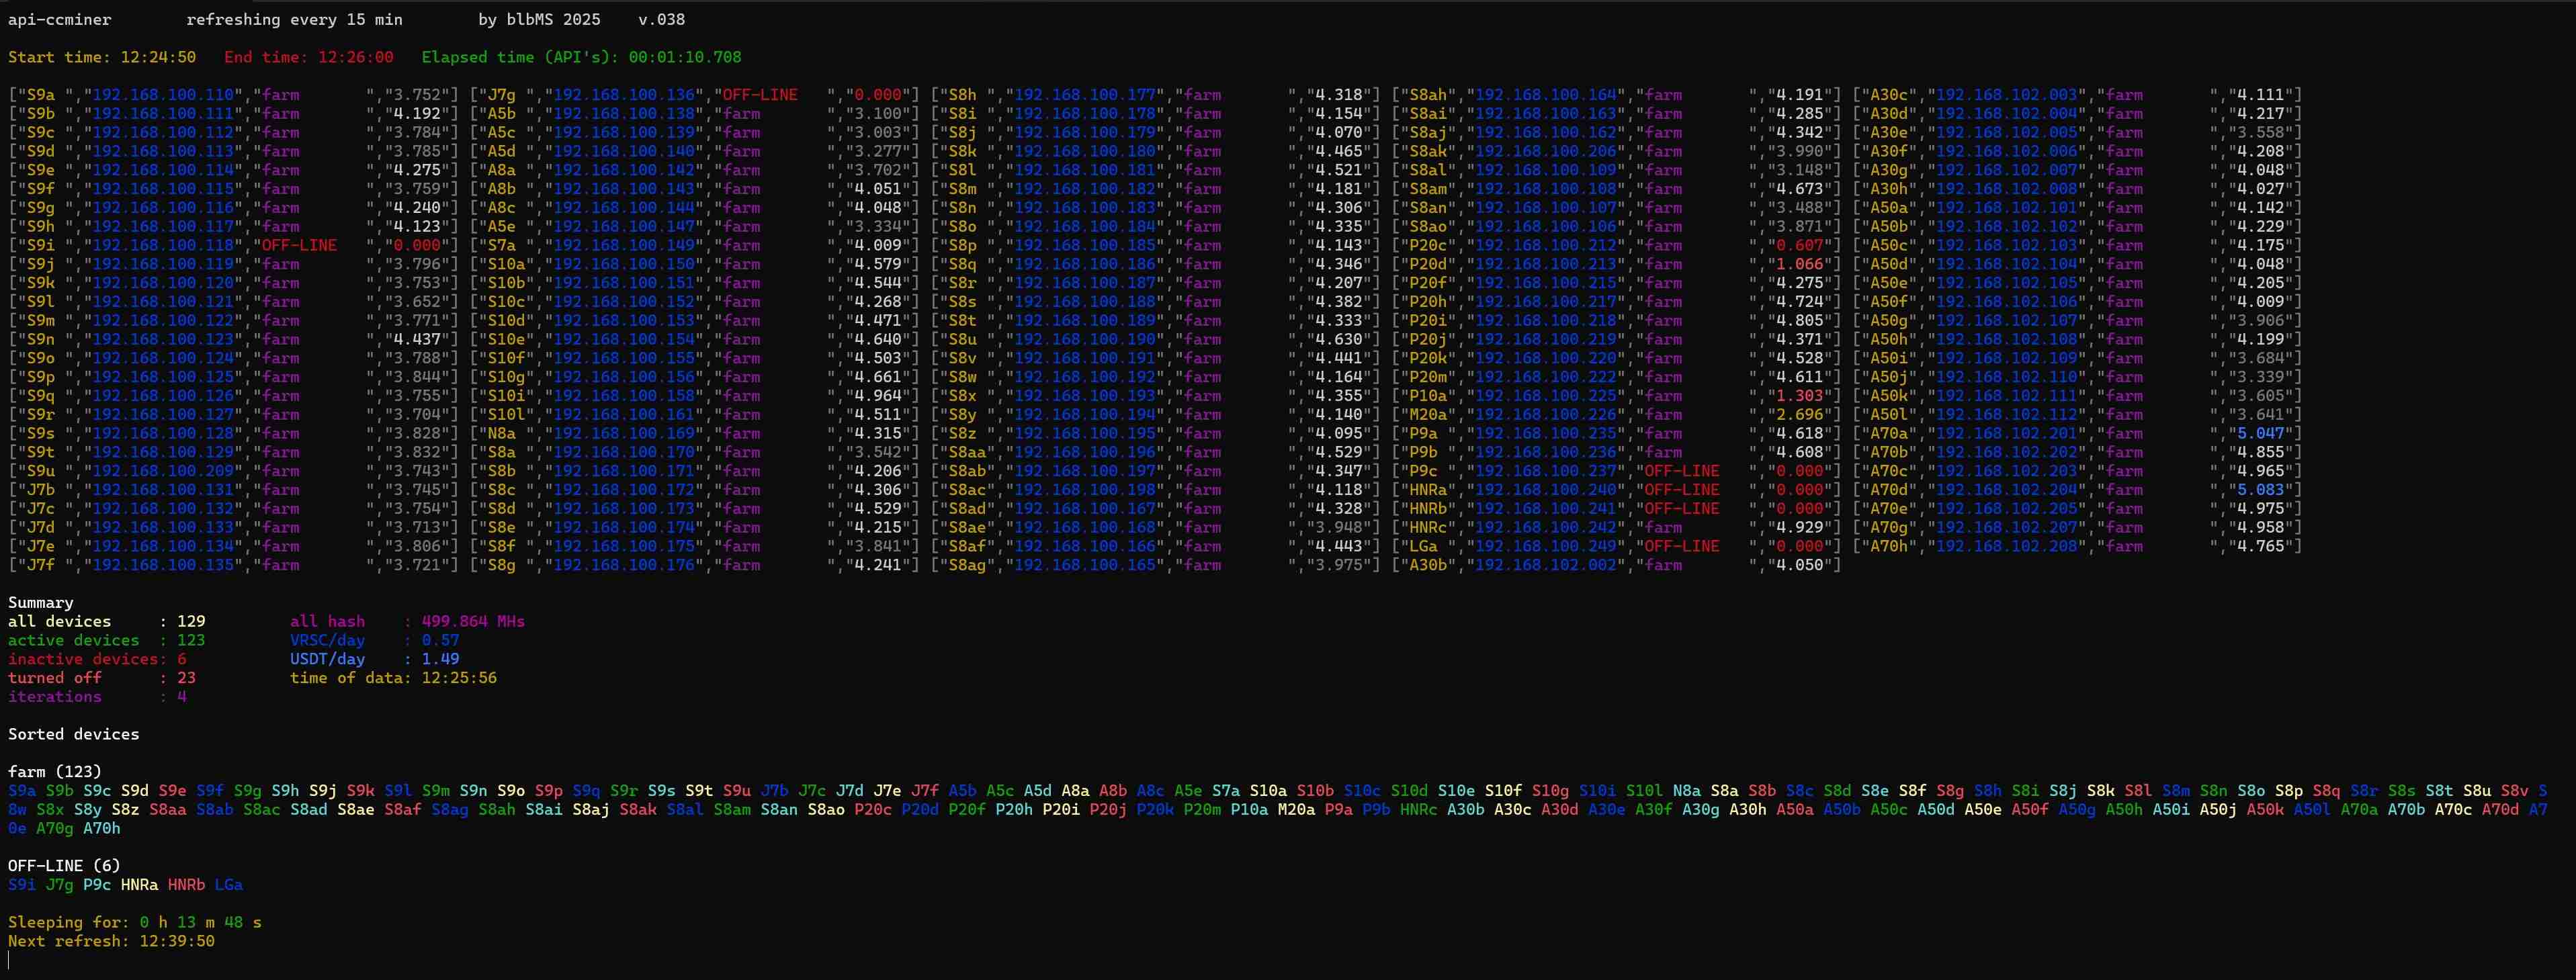 api-ccminer        refreshing every 15 min        by blbMS 2025    v.038
Start time: 12:24:50   End time: 12:26:00   Elapsed time (API's): 00:01:10.708
["S9a ","192.168.100.110","farm       ","3.752"] ["J7g ","192.168.100.136","OFF-LINE   ","0.000"] ["S8h ","192.168.100.177","farm       ","4.318"] ["S8ah","192.168.100.164","farm       ","4.191"] ["A30c","192.168.102.003","farm       ","4.111"]
["S9b ","192.168.100.111","farm       ","4.192"] ["A5b ","192.168.100.138","farm       ","3.100"] ["S8i ","192.168.100.178","farm       ","4.154"] ["S8ai","192.168.100.163","farm       ","4.285"] ["A30d","192.168.102.004","farm       ","4.217"]
["S9c ","192.168.100.112","farm       ","3.784"] ["A5c ","192.168.100.139","farm       ","3.003"] ["S8j ","192.168.100.179","farm       ","4.070"] ["S8aj","192.168.100.162","farm       ","4.342"] ["A30e","192.168.102.005","farm       ","3.558"]
["S9d ","192.168.100.113","farm       ","3.785"] ["A5d ","192.168.100.140","farm       ","3.277"] ["S8k ","192.168.100.180","farm       ","4.465"] ["S8ak","192.168.100.206","farm       ","3.990"] ["A30f","192.168.102.006","farm       ","4.208"]
["S9e ","192.168.100.114","farm       ","4.275"] ["A8a ","192.168.100.142","farm       ","3.702"] ["S8l ","192.168.100.181","farm       ","4.521"] ["S8al","192.168.100.109","farm       ","3.148"] ["A30g","192.168.102.007","farm       ","4.048"]
["S9f ","192.168.100.115","farm       ","3.759"] ["A8b ","192.168.100.143","farm       ","4.051"] ["S8m ","192.168.100.182","farm       ","4.181"] ["S8am","192.168.100.108","farm       ","4.673"] ["A30h","192.168.102.008","farm       ","4.027"]
["S9g ","192.168.100.116","farm       ","4.240"] ["A8c ","192.168.100.144","farm       ","4.048"] ["S8n ","192.168.100.183","farm       ","4.306"] ["S8an","192.168.100.107","farm       ","3.488"] ["A50a","192.168.102.101","farm       ","4.142"]
["S9h ","192.168.100.117","farm       ","4.123"] ["A5e ","192.168.100.147","farm       ","3.334"] ["S8o ","192.168.100.184","farm       ","4.335"] ["S8ao","192.168.100.106","farm       ","3.871"] ["A50b","192.168.102.102","farm       ","4.229"]
["S9i ","192.168.100.118","OFF-LINE   ","0.000"] ["S7a ","192.168.100.149","farm       ","4.009"] ["S8p ","192.168.100.185","farm       ","4.143"] ["P20c","192.168.100.212","farm       ","0.607"] ["A50c","192.168.102.103","farm       ","4.175"]
["S9j ","192.168.100.119","farm       ","3.796"] ["S10a","192.168.100.150","farm       ","4.579"] ["S8q ","192.168.100.186","farm       ","4.346"] ["P20d","192.168.100.213","farm       ","1.066"] ["A50d","192.168.102.104","farm       ","4.048"]
["S9k ","192.168.100.120","farm       ","3.753"] ["S10b","192.168.100.151","farm       ","4.544"] ["S8r ","192.168.100.187","farm       ","4.207"] ["P20f","192.168.100.215","farm       ","4.275"] ["A50e","192.168.102.105","farm       ","4.205"]
["S9l ","192.168.100.121","farm       ","3.652"] ["S10c","192.168.100.152","farm       ","4.268"] ["S8s ","192.168.100.188","farm       ","4.382"] ["P20h","192.168.100.217","farm       ","4.724"] ["A50f","192.168.102.106","farm       ","4.009"]
["S9m ","192.168.100.122","farm       ","3.771"] ["S10d","192.168.100.153","farm       ","4.471"] ["S8t ","192.168.100.189","farm       ","4.333"] ["P20i","192.168.100.218","farm       ","4.805"] ["A50g","192.168.102.107","farm       ","3.906"]
["S9n ","192.168.100.123","farm       ","4.437"] ["S10e","192.168.100.154","farm       ","4.640"] ["S8u ","192.168.100.190","farm       ","4.630"] ["P20j","192.168.100.219","farm       ","4.371"] ["A50h","192.168.102.108","farm       ","4.199"]
["S9o ","192.168.100.124","farm       ","3.788"] ["S10f","192.168.100.155","farm       ","4.503"] ["S8v ","192.168.100.191","farm       ","4.441"] ["P20k","192.168.100.220","farm       ","4.528"] ["A50i","192.168.102.109","farm       ","3.684"]
["S9p ","192.168.100.125","farm       ","3.844"] ["S10g","192.168.100.156","farm       ","4.661"] ["S8w ","192.168.100.192","farm       ","4.164"] ["P20m","192.168.100.222","farm       ","4.611"] ["A50j","192.168.102.110","farm       ","3.339"]
["S9q ","192.168.100.126","farm       ","3.755"] ["S10i","192.168.100.158","farm       ","4.964"] ["S8x ","192.168.100.193","farm       ","4.355"] ["P10a","192.168.100.225","farm       ","1.303"] ["A50k","192.168.102.111","farm       ","3.605"]
["S9r ","192.168.100.127","farm       ","3.704"] ["S10l","192.168.100.161","farm       ","4.511"] ["S8y ","192.168.100.194","farm       ","4.140"] ["M20a","192.168.100.226","farm       ","2.696"] ["A50l","192.168.102.112","farm       ","3.641"]
["S9s ","192.168.100.128","farm       ","3.828"] ["N8a ","192.168.100.169","farm       ","4.315"] ["S8z ","192.168.100.195","farm       ","4.095"] ["P9a ","192.168.100.235","farm       ","4.618"] ["A70a","192.168.102.201","farm       ","5.047"]
["S9t ","192.168.100.129","farm       ","3.832"] ["S8a ","192.168.100.170","farm       ","3.542"] ["S8aa","192.168.100.196","farm       ","4.529"] ["P9b ","192.168.100.236","farm       ","4.608"] ["A70b","192.168.102.202","farm       ","4.855"]
["S9u ","192.168.100.209","farm       ","3.743"] ["S8b ","192.168.100.171","farm       ","4.206"] ["S8ab","192.168.100.197","farm       ","4.347"] ["P9c ","192.168.100.237","OFF-LINE   ","0.000"] ["A70c","192.168.102.203","farm       ","4.965"]
["J7b ","192.168.100.131","farm       ","3.745"] ["S8c ","192.168.100.172","farm       ","4.306"] ["S8ac","192.168.100.198","farm       ","4.118"] ["HNRa","192.168.100.240","OFF-LINE   ","0.000"] ["A70d","192.168.102.204","farm       ","5.083"]
["J7c ","192.168.100.132","farm       ","3.754"] ["S8d ","192.168.100.173","farm       ","4.529"] ["S8ad","192.168.100.167","farm       ","4.328"] ["HNRb","192.168.100.241","OFF-LINE   ","0.000"] ["A70e","192.168.102.205","farm       ","4.975"]
["J7d ","192.168.100.133","farm       ","3.713"] ["S8e ","192.168.100.174","farm       ","4.215"] ["S8ae","192.168.100.168","farm       ","3.948"] ["HNRc","192.168.100.242","farm       ","4.929"] ["A70g","192.168.102.207","farm       ","4.958"]
["J7e ","192.168.100.134","farm       ","3.806"] ["S8f ","192.168.100.175","farm       ","3.841"] ["S8af","192.168.100.166","farm       ","4.443"] ["LGa ","192.168.100.249","OFF-LINE   ","0.000"] ["A70h","192.168.102.208","farm       ","4.765"]
["J7f ","192.168.100.135","farm       ","3.721"] ["S8g ","192.168.100.176","farm       ","4.241"] ["S8ag","192.168.100.165","farm       ","3.975"] ["A30b","192.168.102.002","farm       ","4.050"]
Summary
all devices     : 129         all hash    : 499.864 MHs
active devices  : 123         VRSC/day    : 0.57
inactive devices: 6           USDT/day    : 1.49
turned off      : 23          time of data: 12:25:56
iterations      : 4
Sorted devices
farm (123)
S9a S9b S9c S9d S9e S9f S9g S9h S9j S9k S9l S9m S9n S9o S9p S9q S9r S9s S9t S9u J7b J7c J7d J7e J7f A5b A5c A5d A8a A8b A8c A5e S7a S10a S10b S10c S10d S10e S10f S10g S10i S10l N8a S8a S8b S8c S8d S8e S8f S8g S8h S8i S8j S8k S8l S8m S8n S8o S8p S8q S8r S8s S8t S8u S8v S
8w S8x S8y S8z S8aa S8ab S8ac S8ad S8ae S8af S8ag S8ah S8ai S8aj S8ak S8al S8am S8an S8ao P20c P20d P20f P20h P20i P20j P20k P20m P10a M20a P9a P9b HNRc A30b A30c A30d A30e A30f A30g A30h A50a A50b A50c A50d A50e A50f A50g A50h A50i A50j A50k A50l A70a A70b A70c A70d A7
0e A70g A70h
OFF-LINE (6)
S9i J7g P9c HNRa HNRb LGa
Sleeping for: 0 h 13 m 48 s
Next refresh: 12:39:50